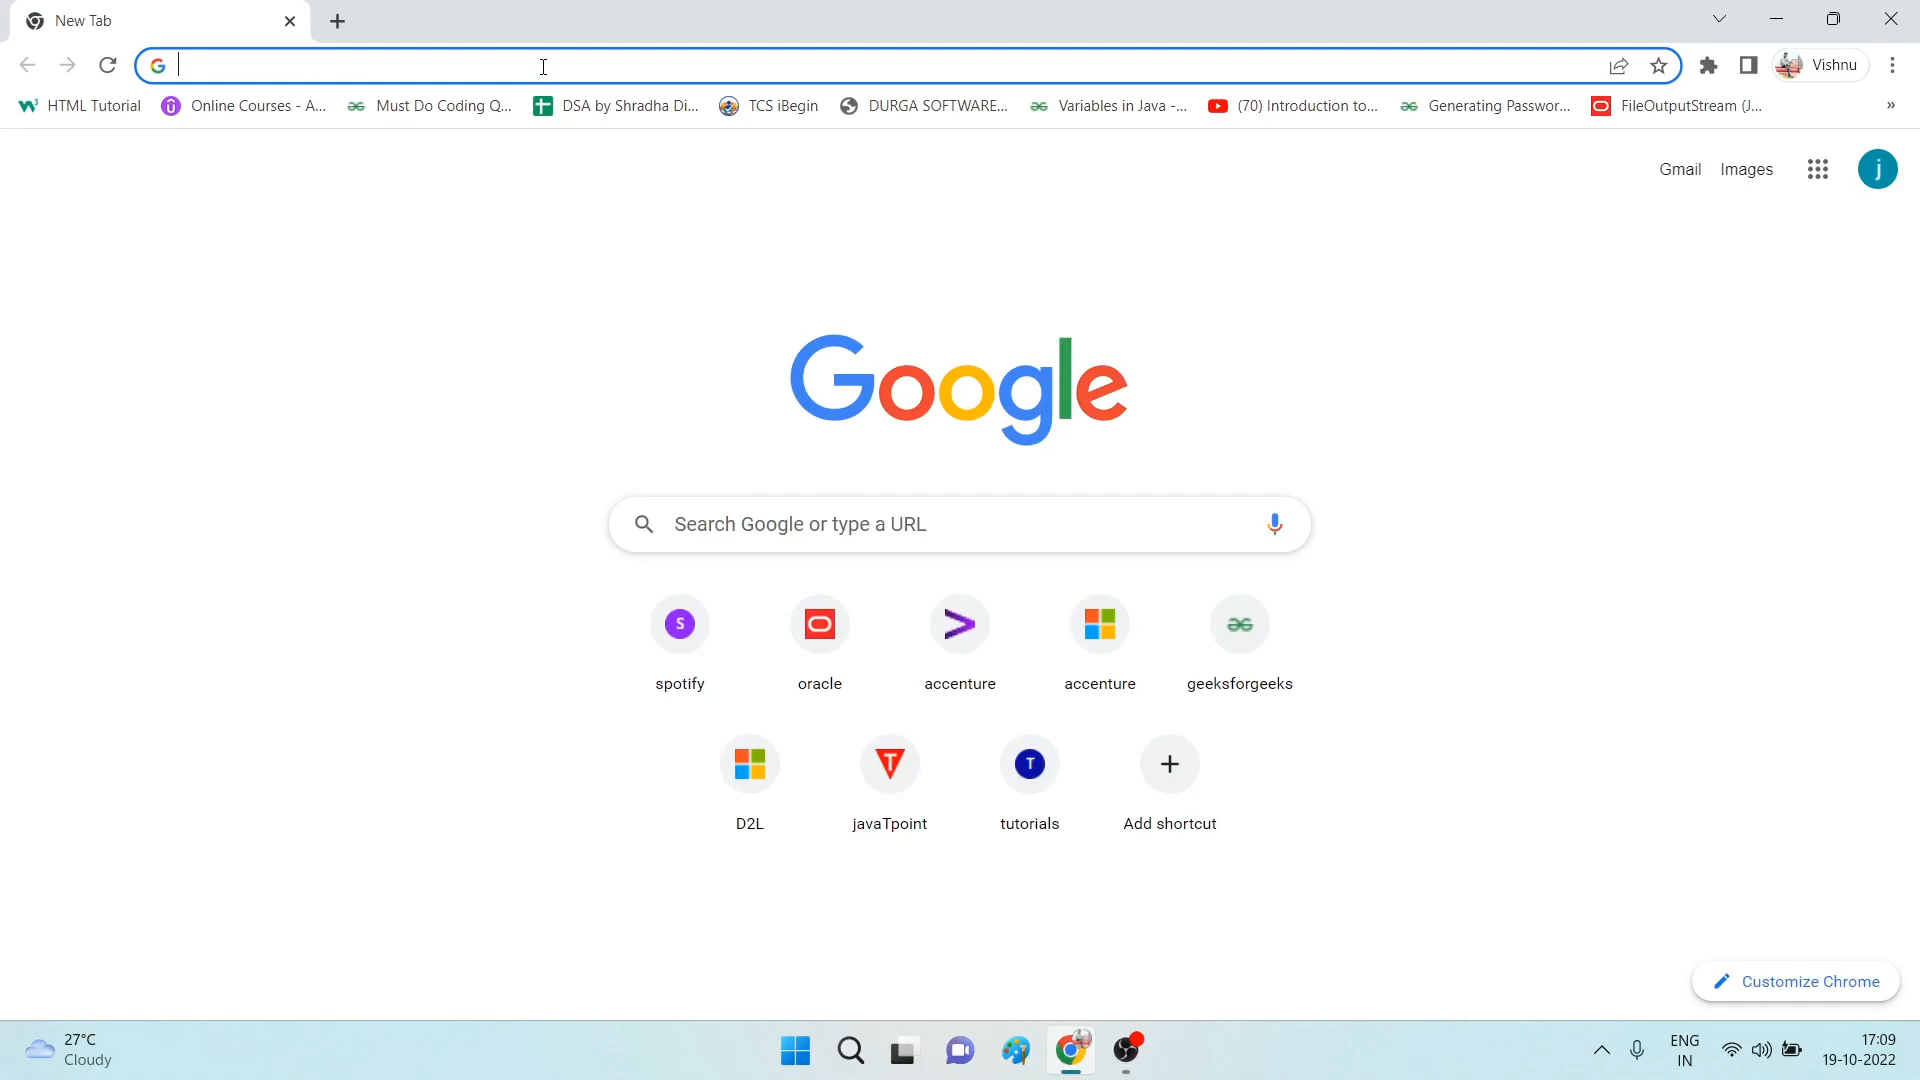 New Tab
Vishnu
HTML Tutorial
Online Courses - A...
Must Do Coding Q...
DSA by Shradha Di...
TCS iBegin
DURGA SOFTWARE...
Variables in Java -...
(70) Introduction to...
Generating Passwor...
FileOutputStream (J...
»
Gmail
Images
j
Google
Search Google or type a URL
S
spotify
oracle
accenture
accenture
geeksforgeeks
D2L
T
javaTpoint
T
tutorials
Add shortcut
Customize Chrome
27°C
Cloudy
ENG
IN
17:09
19-10-2022